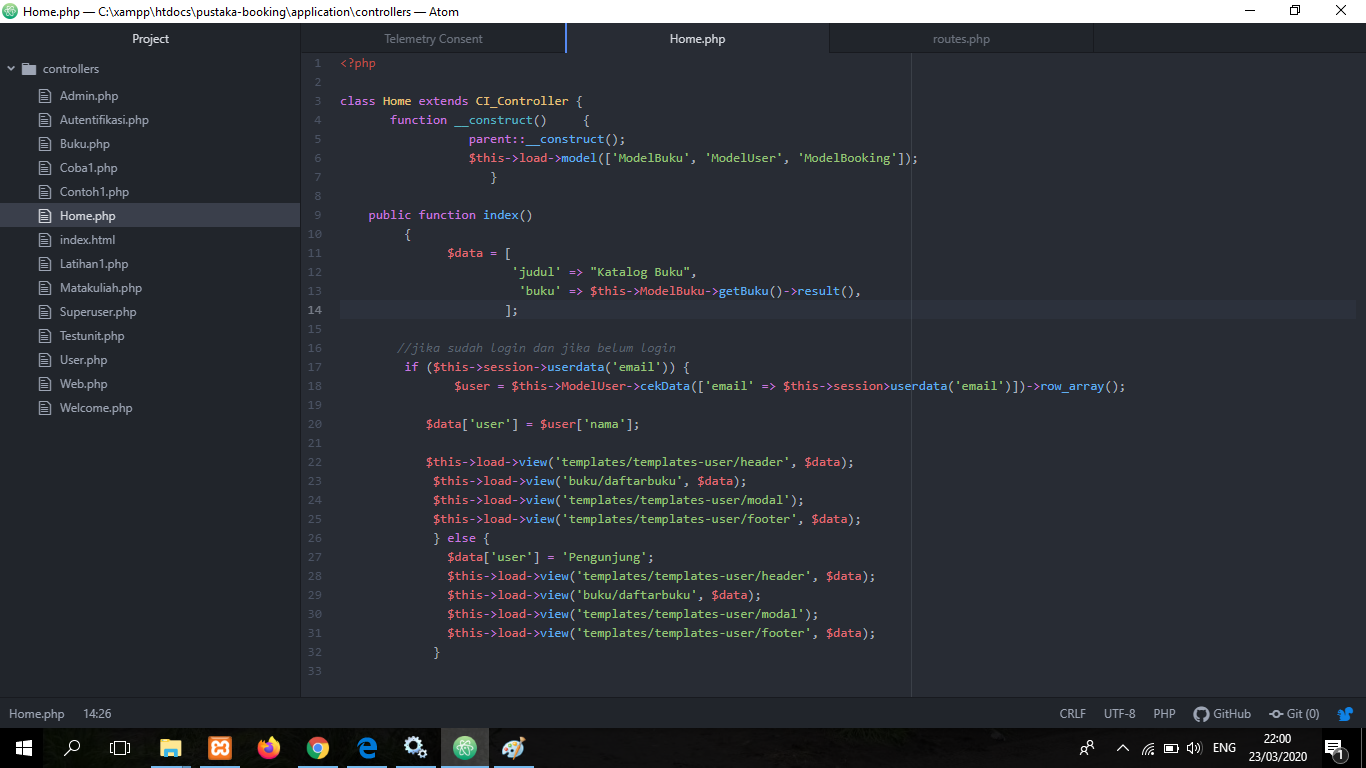 Home.php — C:\xampp\htdocs\pustaka-booking\application\controllers — Atom
Project
Telemetry Consent
Home.php
routes.php
controllers
Admin.php
Autentifikasi.php
Buku.php
Coba1.php
Contoh1.php
Home.php
index.html
Latihan1.php
Matakuliah.php
Superuser.php
Testunit.php
User.php
Web.php
Welcome.php
1 <?php
2
3 class Home extends CI_Controller {
4 function __construct() {
5 parent::__construct();
6 $this->load->model(['ModelBuku', 'ModelUser', 'ModelBooking']);
7 }
8
9 public function index()
10 {
11 $data = [
12 'judul' => "Katalog Buku",
13 'buku' => $this->ModelBuku->getBuku()->result(),
14 ];
15
16 //jika sudah login dan jika belum login
17 if ($this->session->userdata('email')) {
18 $user = $this->ModelUser->cekData(['email' => $this->session>userdata('email')])->row_array();
19
20 $data['user'] = $user['nama'];
21
22 $this->load->view('templates/templates-user/header', $data);
23 $this->load->view('buku/daftarbuku', $data);
24 $this->load->view('templates/templates-user/modal');
25 $this->load->view('templates/templates-user/footer', $data);
26 } else {
27 $data['user'] = 'Pengunjung';
28 $this->load->view('templates/templates-user/header', $data);
29 $this->load->view('buku/daftarbuku', $data);
30 $this->load->view('templates/templates-user/modal');
31 $this->load->view('templates/templates-user/footer', $data);
32 }
33
Home.php 14:26
CRLF UTF-8 PHP GitHub Git (0)
ENG
22:00
23/03/2020
1